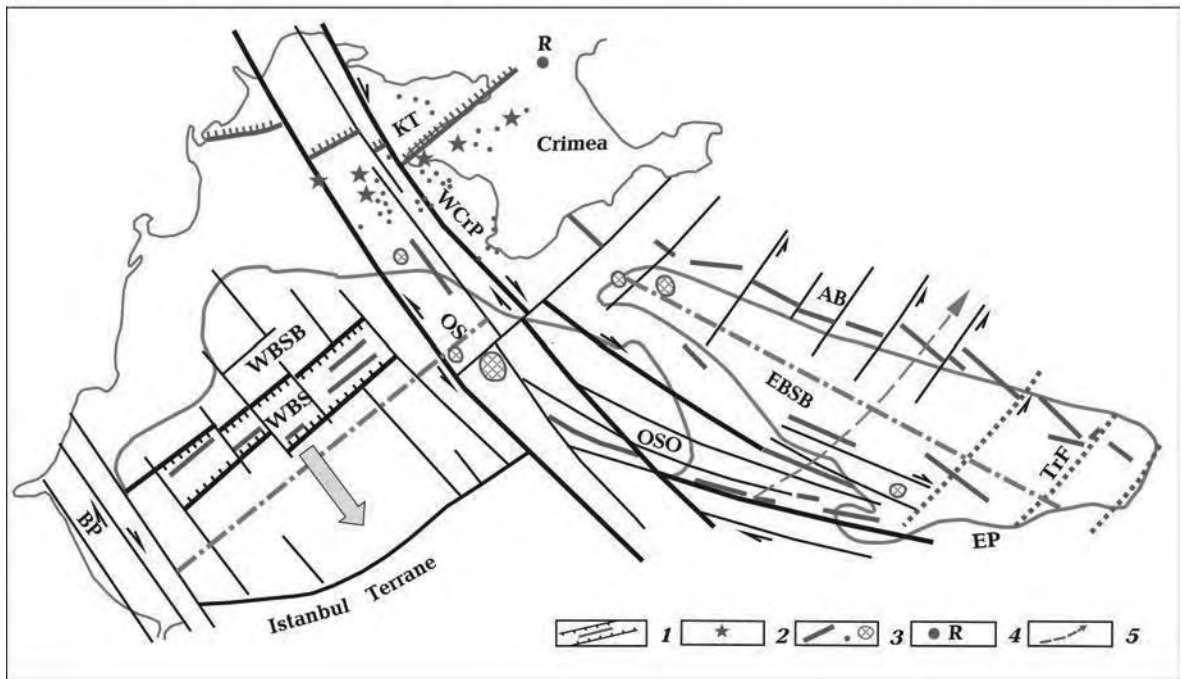 R
KT
Crimea
WCrP
AB
OS
WBSB
EBSB
WBS
OSO
TrF
BP
EP
Istanbul Terrane
1
2
3
R
4
5